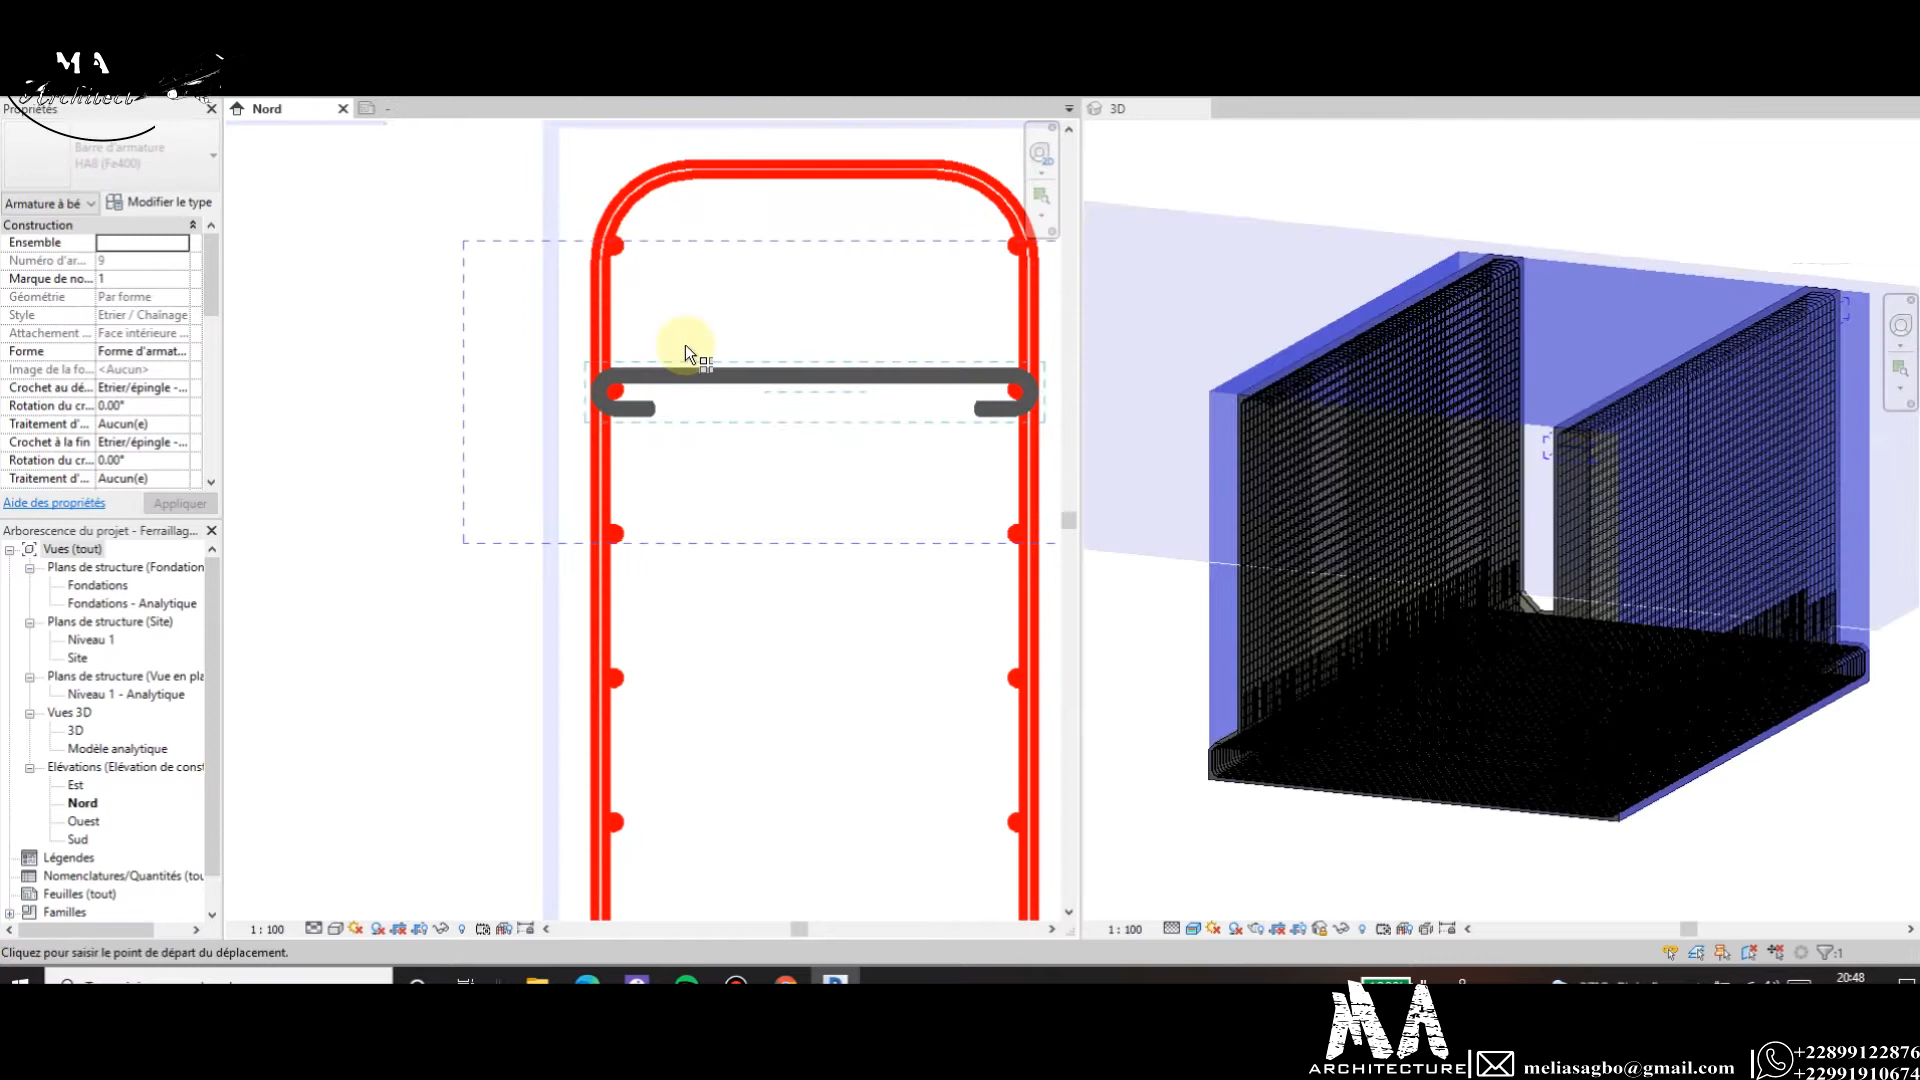 MA
Architect
Propriétés
Barre d'armature
HA8 (Fe400)
Armature à bé
Modifier le type
Construction
Ensemble
Numéro d'ar... 9
Marque de no... 1
Géométrie Par forme
Style Etrier / Chaînage
Attachement ... Face intérieure ...
Forme Forme d'armat...
Image de la fo... <Aucun>
Crochet au dé... Etrier/épingle -...
Rotation du cr... 0.00°
Traitement d'... Aucun(e)
Crochet à la fin Etrier/épingle -...
Rotation du cr... 0.00°
Traitement d'... Aucun(e)
Aide des propriétés
Appliquer
Arborescence du projet - Ferraillag...
Vues (tout)
Plans de structure (Fondation
Fondations
Fondations - Analytique
Plans de structure (Site)
Niveau 1
Site
Plans de structure (Vue en pla
Niveau 1 - Analytique
Vues 3D
3D
Modèle analytique
Elévations (Elévation de const
Est
Nord
Ouest
Sud
Légendes
Nomenclatures/Quantités (tou
Feuilles (tout)
Familles
Nord
3D
2D
1 : 100
1 : 100
Cliquez pour saisir le point de départ du déplacement.
:1
20:48
MA
ARCHITECTURE
meliasagbo@gmail.com
+22899122876
+22991910674